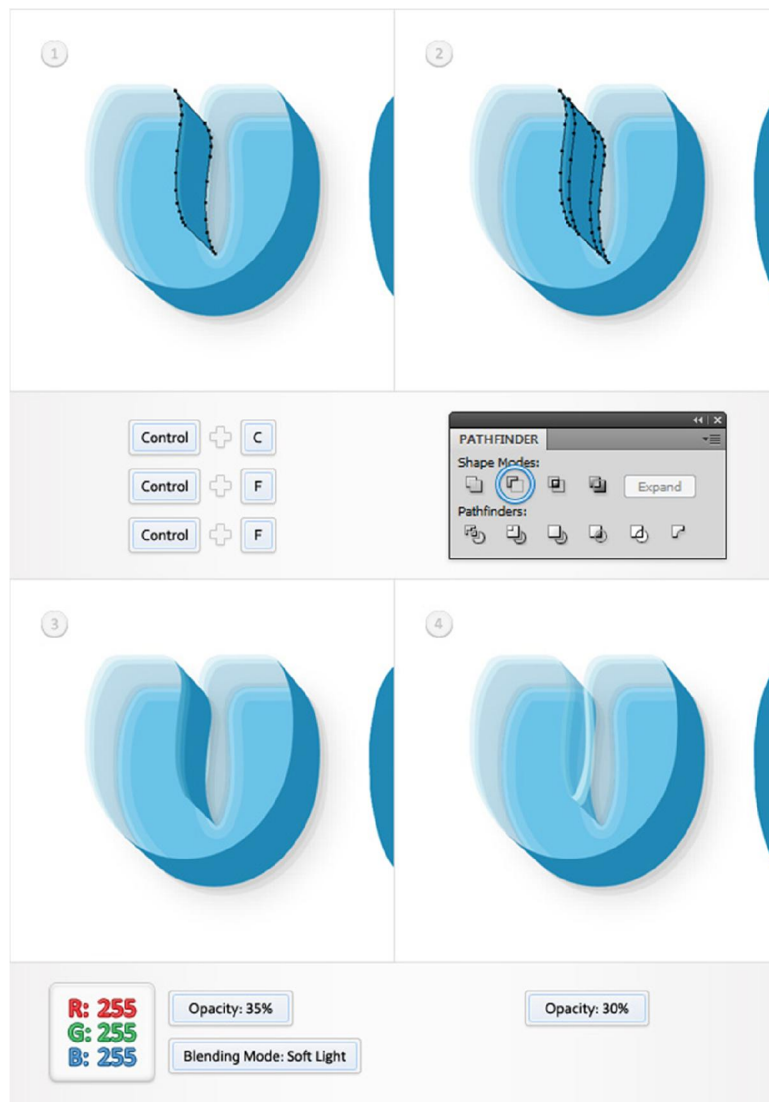 1
2
Control + C
Control + F
Control + F
PATHFINDER
Shape Modes:
Expand
Pathfinders:
3
4
R: 255
G: 255
B: 255
Opacity: 35%
Blending Mode: Soft Light
Opacity: 30%